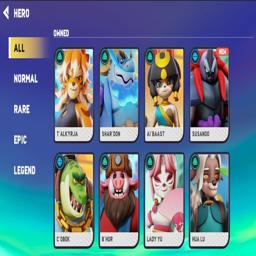 HERO
OWNED
ALL
NORMAL
RARE
EPIC
LEGEND
NEW
T'ALKYRJA
SHAR'DON
AI'BAAST
SUSANOO
C'OBOK
B'HOR
LADY YU
HUA LU